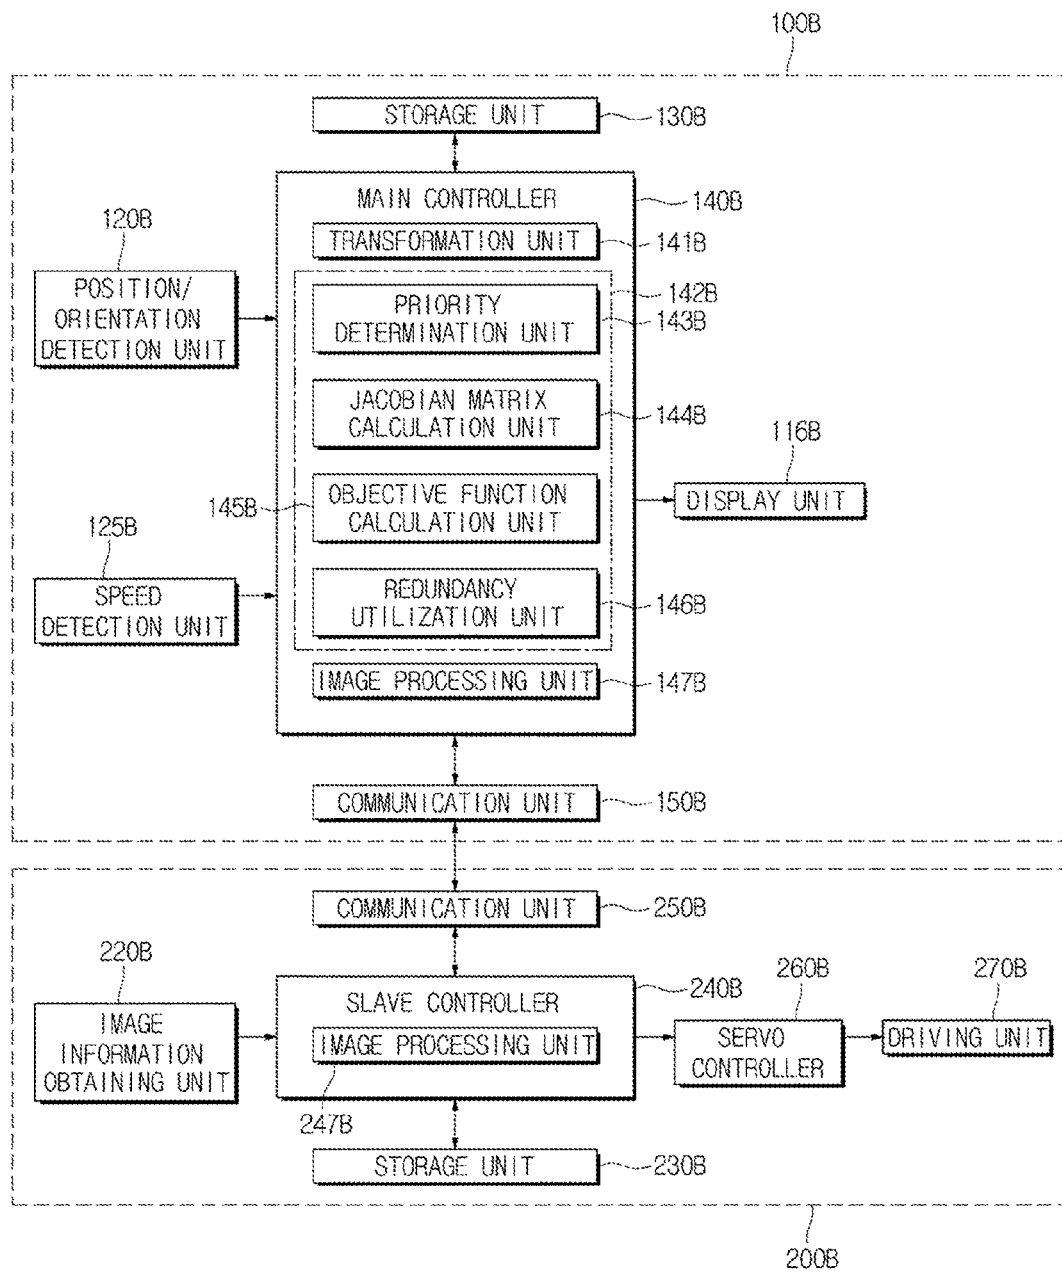 100B
STORAGE UNIT
130B
MAIN CONTROLLER
140B
120B
TRANSFORMATION UNIT
141B
POSITION/
ORIENTATION
DETECTION UNIT
142B
PRIORITY
DETERMINATION UNIT
143B
JACOBIAN MATRIX
CALCULATION UNIT
144B
116B
DISPLAY UNIT
145B
OBJECTIVE FUNCTION
CALCULATION UNIT
125B
SPEED
DETECTION UNIT
REDUNDANCY
UTILIZATION UNIT
146B
IMAGE PROCESSING UNIT
147B
COMMUNICATION UNIT
150B
COMMUNICATION UNIT
250B
220B
IMAGE
INFORMATION
OBTAINING UNIT
SLAVE CONTROLLER
240B
IMAGE PROCESSING UNIT
247B
260B
SERVO
CONTROLLER
270B
DRIVING UNIT
STORAGE UNIT
230B
200B